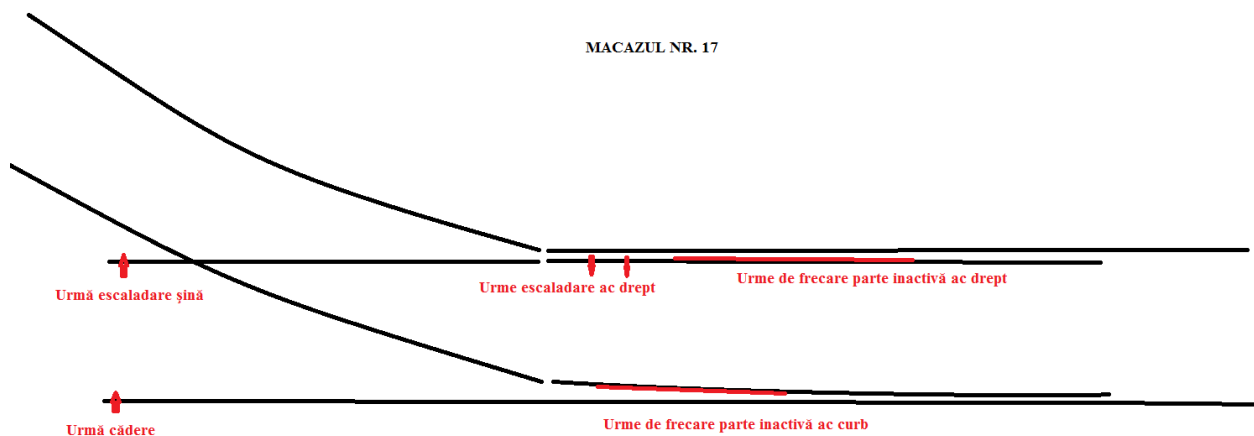 MACAZUL NR. 17
Urme escaladare ac drept
Urme de frecare parte inactivă ac drept
Urmă escaladare șină
Urmă cădere
Urme de frecare parte inactivă ac curb